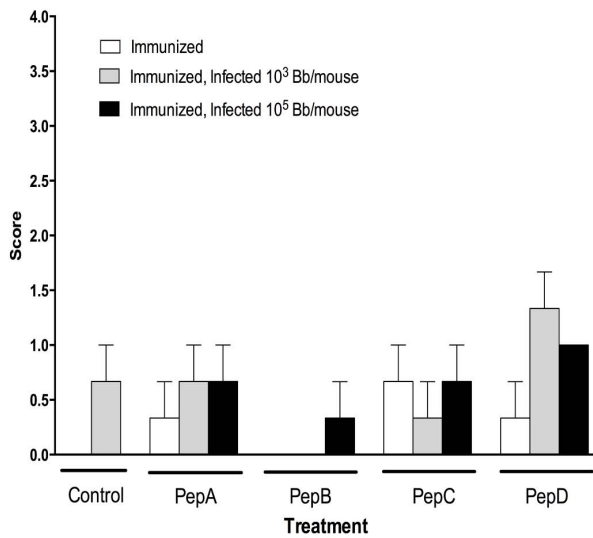 4.0
3.5
3.0
2.5
2.0
1.5
1.0
0.5
0.0
Score
Immunized
Immunized, Infected 10³ Bb/mouse
Immunized, Infected 10⁵ Bb/mouse
Control PepA PepB PepC PepD
Treatment